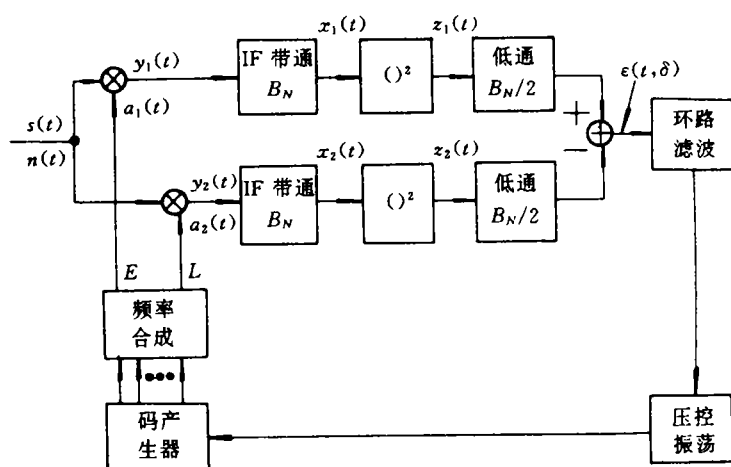 x₁(t)
z₁(t)
y₁(t)
IF 带通
B_N
()²
低通
B_N/2
ε(t,δ)
a₁(t)
+
环路
滤波
s(t)
n(t)
−
x₂(t)
z₂(t)
y₂(t)
IF 带通
B_N
()²
低通
B_N/2
a₂(t)
E
L
频率
合成
码产
生器
压控
振荡